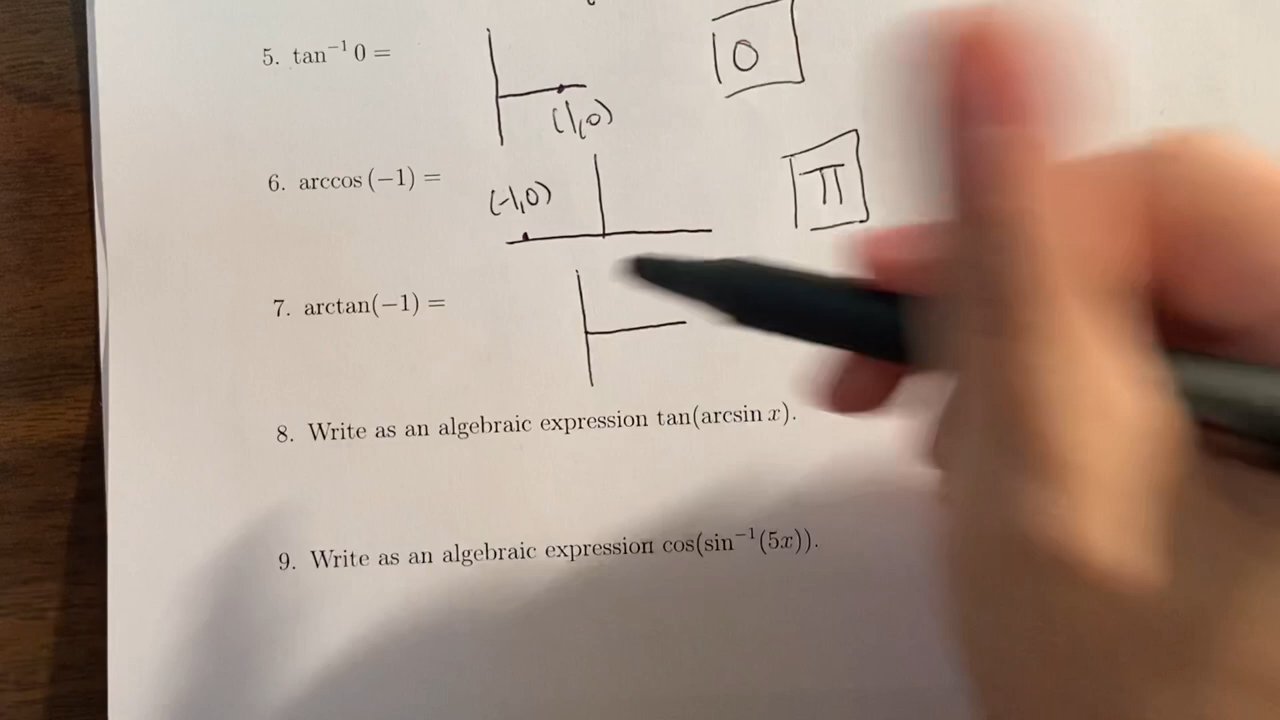 5. tan⁻¹ 0 =
0
(1,0)
6. arccos (−1) =
(-1,0)
π
7. arctan(−1) =
8. Write as an algebraic expression tan(arcsin x).
9. Write as an algebraic expression cos(sin⁻¹(5x)).